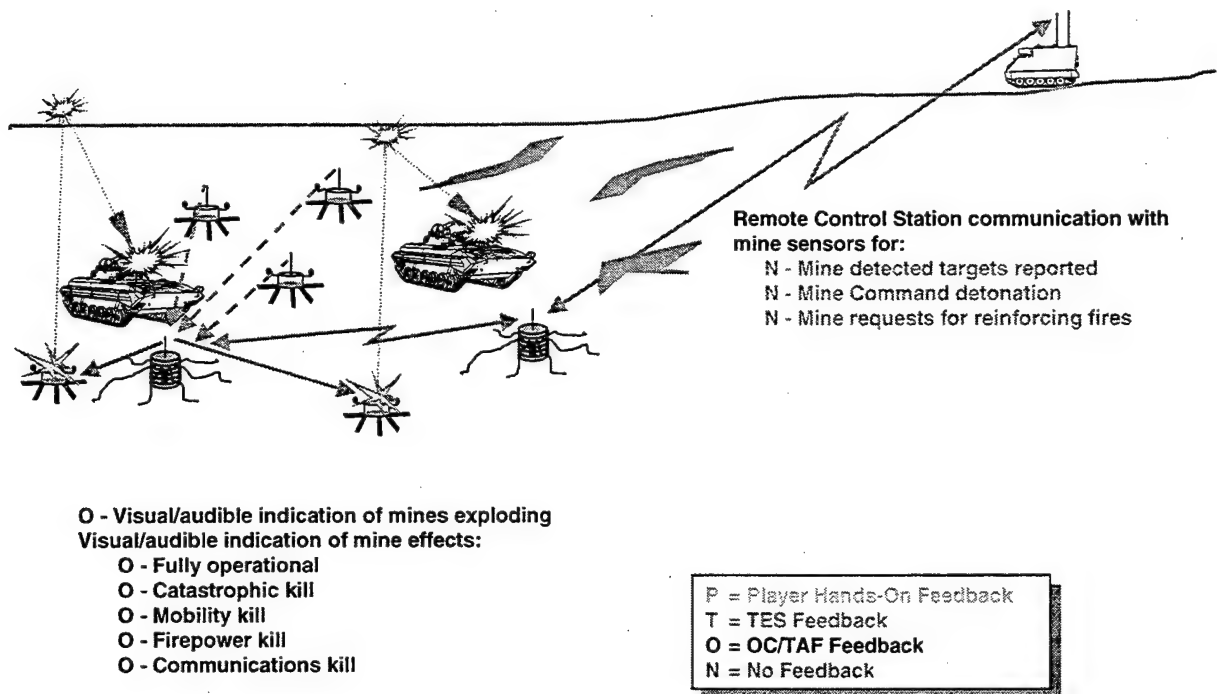 Remote Control Station communication with
mine sensors for:
N - Mine detected targets reported
N - Mine Command detonation
N - Mine requests for reinforcing fires
O - Visual/audible indication of mines exploding
Visual/audible indication of mine effects:
O - Fully operational
O - Catastrophic kill
O - Mobility kill
O - Firepower kill
O - Communications kill
P = Player Hands-On Feedback
T = TES Feedback
O = OC/TAF Feedback
N = No Feedback